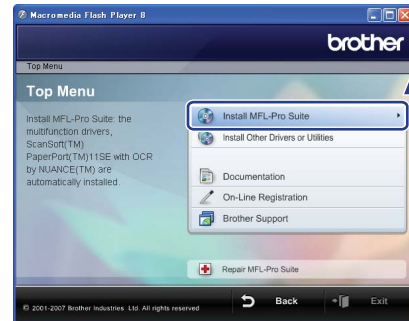 Macromedia Flash Player 8
brother
Top Menu
Top Menu
Install MFL-Pro Suite: the
multifunction drivers,
ScanSoft(TM)
PaperPort(TM)11SE with OCR
by NUANCE(TM) are
automatically installed.
Install MFL-Pro Suite
Install Other Drivers or Utilities
Documentation
On-Line Registration
Brother Support
Repair MFL-Pro Suite
© 2001-2007 Brother Industries Ltd. All rights reserved
Back
Exit